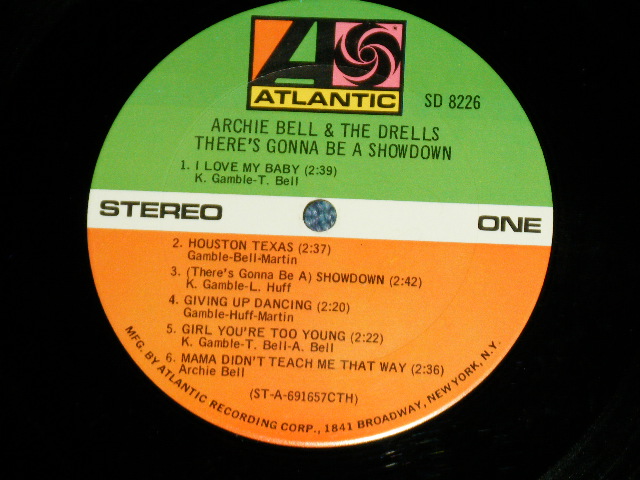 ATLANTIC
SD 8226
ARCHIE BELL & THE DRELLS
THERE'S GONNA BE A SHOWDOWN
1. I LOVE MY BABY (2:39)
K. Gamble-T. Bell
STEREO
ONE
2. HOUSTON TEXAS (2:37)
Gamble-Bell-Martin
3. (There's Gonna Be A) SHOWDOWN (2:42)
K. Gamble-L. Huff
4. GIVING UP DANCING (2:20)
Gamble-Huff-Martin
5. GIRL YOU'RE TOO YOUNG (2:22)
K. Gamble-T. Bell-A. Bell
6. MAMA DIDN'T TEACH ME THAT WAY (2:36)
Archie Bell
(ST-A-691657CTH)
MFG. BY ATLANTIC RECORDING CORP., 1841 BROADWAY, NEW YORK, N.Y.